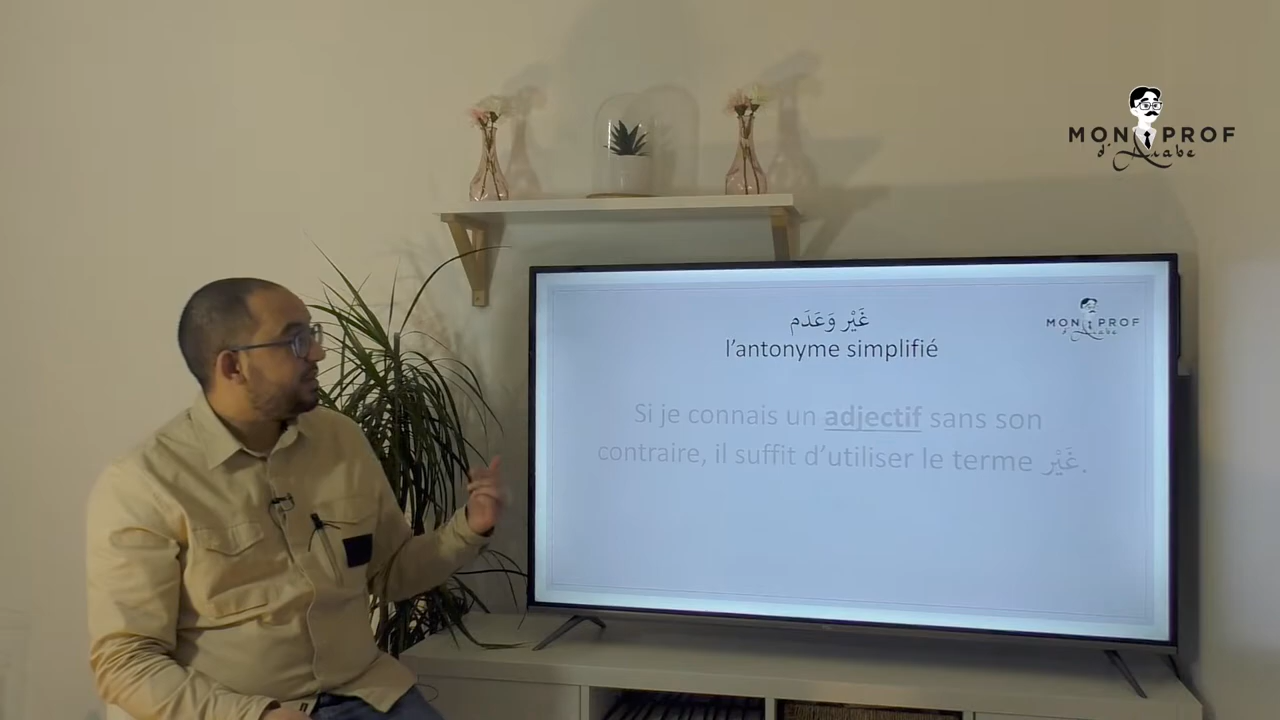 MON PROF
d'Arabe
غَيْر وَعَدَم
l'antonyme simplifié
MON PROF
d'Arabe
Si je connais un adjectif sans son
contraire, il suffit d'utiliser le terme غَيْر.